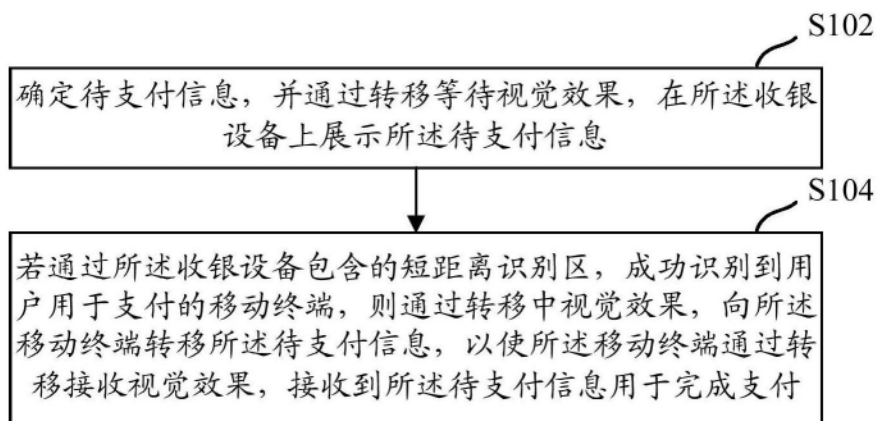 S102
确定待支付信息，并通过转移等待视觉效果，在所述收银
设备上展示所述待支付信息
S104
若通过所述收银设备包含的短距离识别区，成功识别到用
户用于支付的移动终端，则通过转移中视觉效果，向所述
移动终端转移所述待支付信息，以使所述移动终端通过转
移接收视觉效果，接收到所述待支付信息用于完成支付